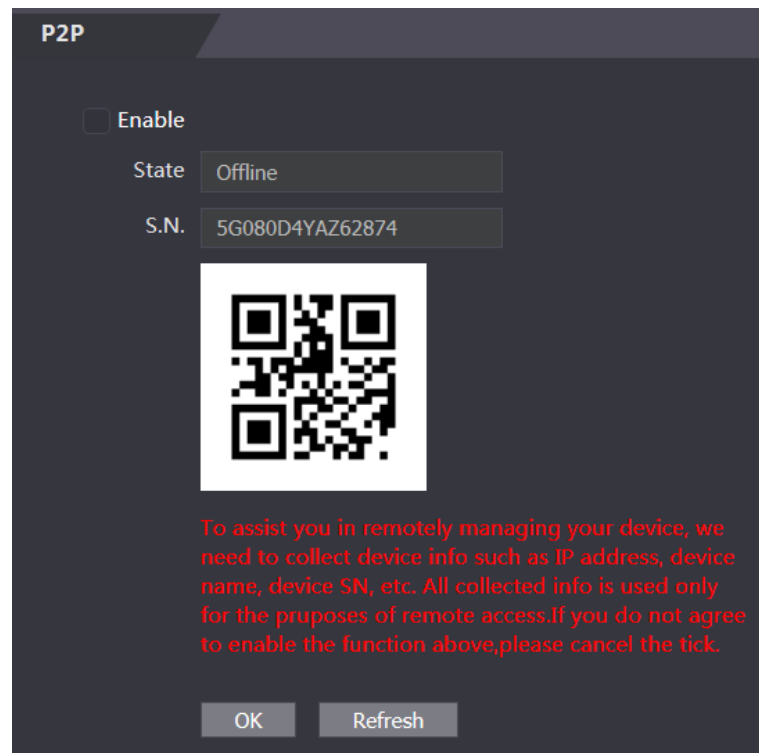 P2P
Enable
State Offline
S.N. 5G080D4YAZ62874
To assist you in remotely managing your device, we
need to collect device info such as IP address, device
name, device SN, etc. All collected info is used only
for the pruposes of remote access.If you do not agree
to enable the function above,please cancel the tick.
OK Refresh